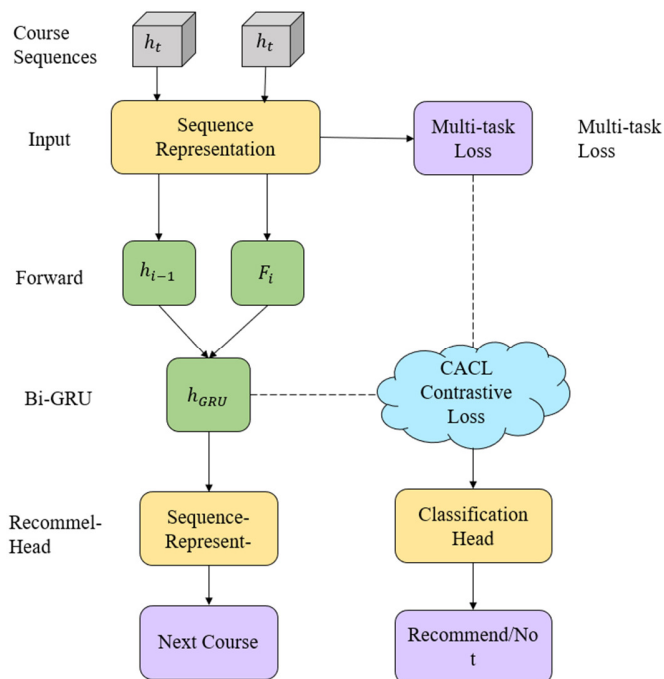 Course
Sequences
h_t
h_t
Input
Sequence
Representation
Multi-task
Loss
Multi-task
Loss
Forward
h_{i-1}
F_i
Bi-GRU
h_{GRU}
CACL
Contrastive
Loss
Recommel-
Head
Sequence-
Represent-
Classification
Head
Next Course
Recommend/No
t